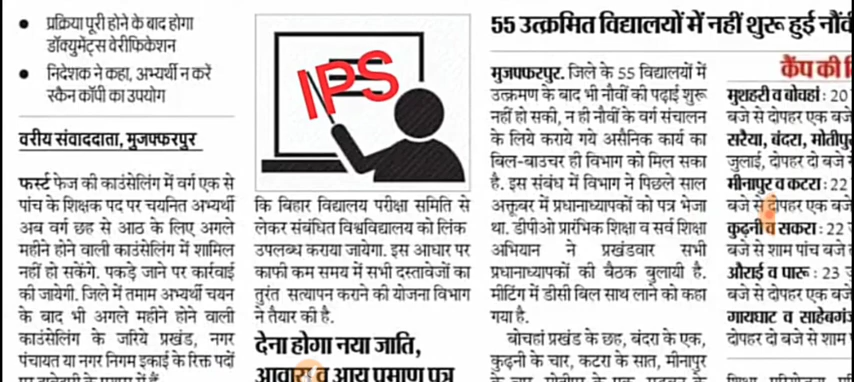 प्रक्रिया पूरी होने के बाद होगा
डॉक्युमेंट्स वेरीफिकेशन
निदेशक ने कहा, अभ्यर्थी न करें
स्कैन कॉपी का उपयोग
वरीय संवाददाता, मुजफ्फरपुर
फर्स्ट फेज की काउंसेलिंग में वर्ग एक से
पांच के शिक्षक पद पर चयनित अभ्यर्थी
अब वर्ग छह से आठ के लिए अगले
महीने होने वाली काउंसेलिंग में शामिल
नहीं हो सकेंगे. पकड़े जाने पर कार्रवाई
की जायेगी. जिले में तमाम अभ्यर्थी चयन
के बाद भी अगले महीने होने वाली
काउंसेलिंग के जरिये प्रखंड, नगर
पंचायत या नगर निगम इकाई के रिक्त पदों
IPS
कि बिहार विद्यालय परीक्षा समिति से
लेकर संबंधित विश्वविद्यालय को लिंक
उपलब्ध कराया जायेगा. इस आधार पर
काफी कम समय में सभी दस्तावेजों का
तुरंत सत्यापन कराने की योजना विभाग
ने तैयार की है.
देना होगा नया जाति,
आवास व आय प्रमाण पत्र
55 उत्क्रमित विद्यालयों में नहीं शुरू हुई नौवीं
मुजफ्फरपुर. जिले के 55 विद्यालयों में
उत्क्रमण के बाद भी नौवीं की पढ़ाई शुरू
नहीं हो सकी, न ही नौवीं के वर्ग संचालन
के लिये कराये गये असैनिक कार्य का
बिल-बाउचर ही विभाग को मिल सका
है. इस संबंध में विभाग ने पिछले साल
अक्तूबर में प्रधानाध्यापकों को पत्र भेजा
था. डीपीओ प्रारंभिक शिक्षा व सर्व शिक्षा
अभियान ने प्रखंडवार सभी
प्रधानाध्यापकों की बैठक बुलायी है.
मीटिंग में डीसी बिल साथ लाने को कहा
गया है.
बोचहां प्रखंड के छह, बंदरा के एक,
कुढ़नी के चार, कटरा के सात, मीनापुर
कैंप की
मुशहरी व बोचहां : 20
बजे से दोपहर एक बजे
सरैया, बंदरा, मोतीपुर
जुलाई, दोपहर दो बजे
मीनापुर व कटरा : 22
बजे से दोपहर एक बजे
कुढ़नी व सकरा : 22
बजे से शाम पांच बजे
औराई व पारू : 23
बजे से दोपहर एक बजे
गायघाट व साहेबगंज
दोपहर दो बजे से शाम